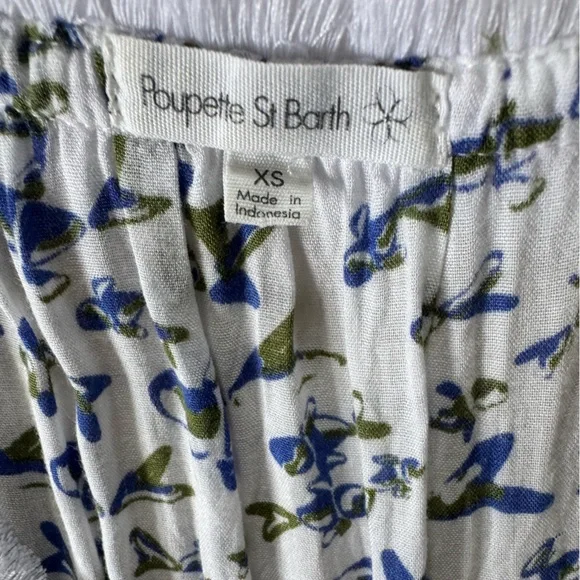 Poupette St Barth
XS
Made in
Indonesia